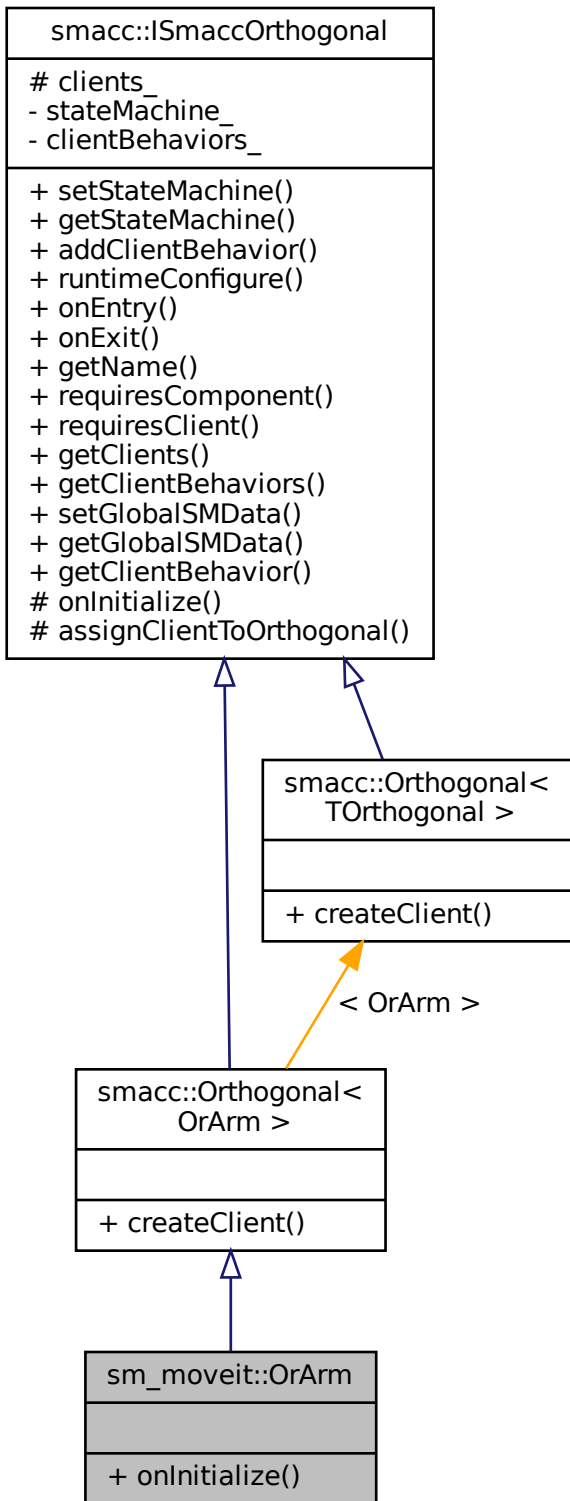 smacc::ISmaccOrthogonal
# clients_
- stateMachine_
- clientBehaviors_
+ setStateMachine()
+ getStateMachine()
+ addClientBehavior()
+ runtimeConfigure()
+ onEntry()
+ onExit()
+ getName()
+ requiresComponent()
+ requiresClient()
+ getClients()
+ getClientBehaviors()
+ setGlobalSMData()
+ getGlobalSMData()
+ getClientBehavior()
# onInitialize()
# assignClientToOrthogonal()
smacc::Orthogonal<
TOrthogonal >
+ createClient()
< OrArm >
smacc::Orthogonal<
OrArm >
+ createClient()
sm_moveit::OrArm
+ onInitialize()